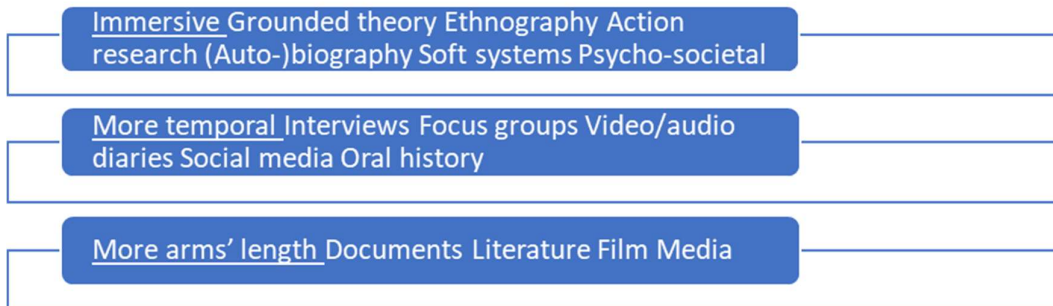 Immersive Grounded theory Ethnography Action
research (Auto-)biography Soft systems Psycho-societal
More temporal Interviews Focus groups Video/audio
diaries Social media Oral history
More arms’ length Documents Literature Film Media